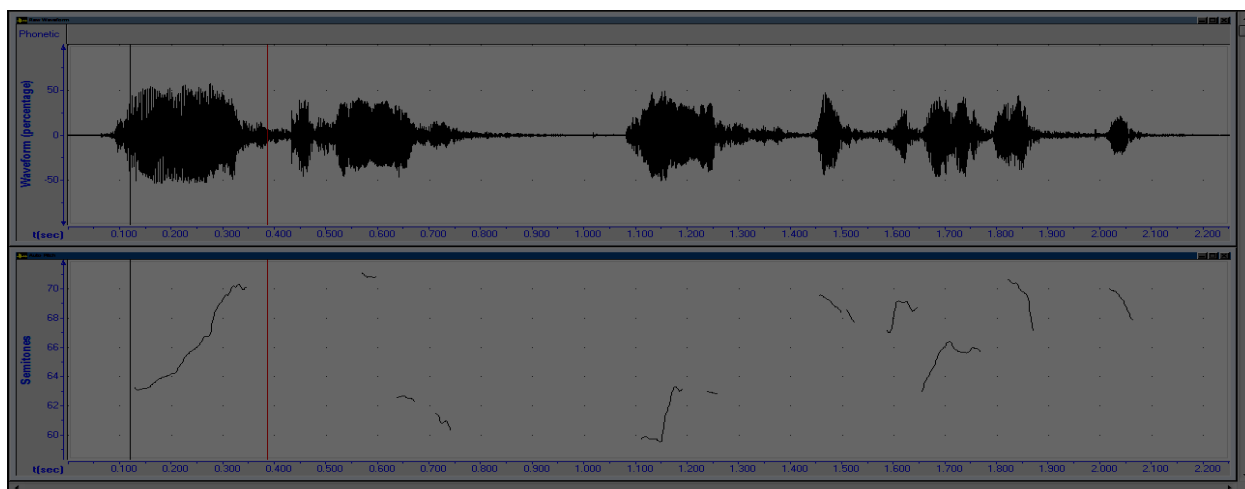 Raw Waveform
Phonetic
Waveform (percentage)
50
0
-50
t(sec) 0.100 0.200 0.300 0.400 0.500 0.600 0.700 0.800 0.900 1.000 1.100 1.200 1.300 1.400 1.500 1.600 1.700 1.800 1.900 2.000 2.100 2.200
Auto Pitch
Semitones
70
68
66
64
62
60
t(sec) 0.100 0.200 0.300 0.400 0.500 0.600 0.700 0.800 0.900 1.000 1.100 1.200 1.300 1.400 1.500 1.600 1.700 1.800 1.900 2.000 2.100 2.200